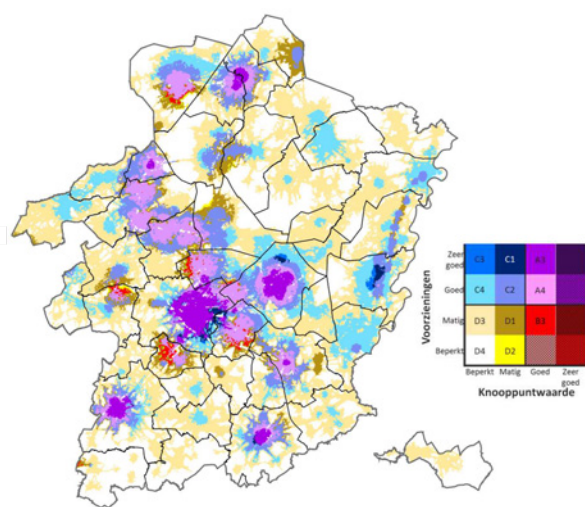 Voorzieningen
Zeer goed
C3 C1 A3
Goed
C4 C2 A4
Matig
D3 D1 B3
Beperkt
D4 D2
Beperkt Matig Goed Zeer goed
Knooppuntwaarde